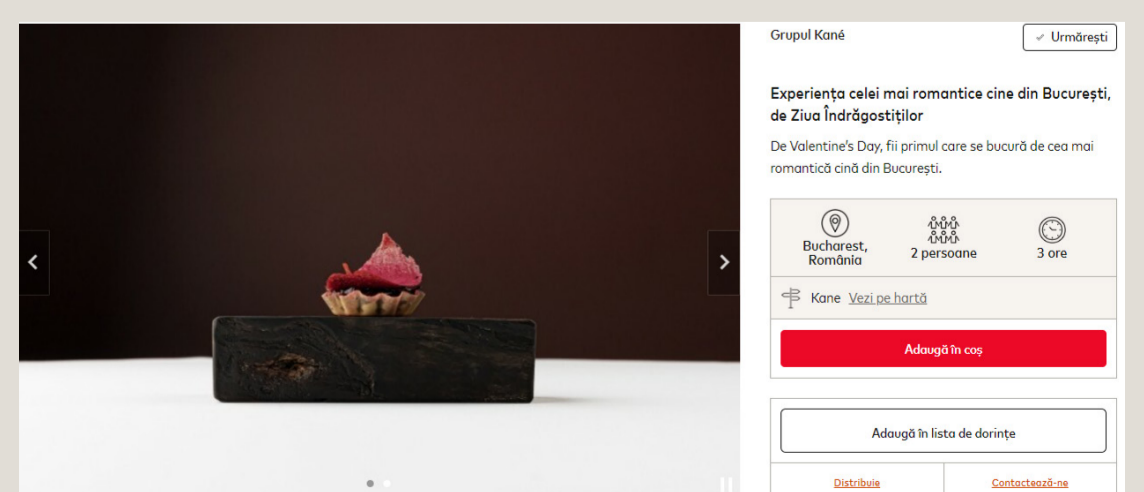 Grupul Kané
Urmărești
Experiența celei mai romantice cine din București,
de Ziua Îndrăgostiților
De Valentine's Day, fii primul care se bucură de cea mai
romantică cină din București.
Bucharest,
România
2 persoane
3 ore
Kane Vezi pe hartă
Adaugă în coș
Adaugă în lista de dorințe
Distribuie
Contactează-ne